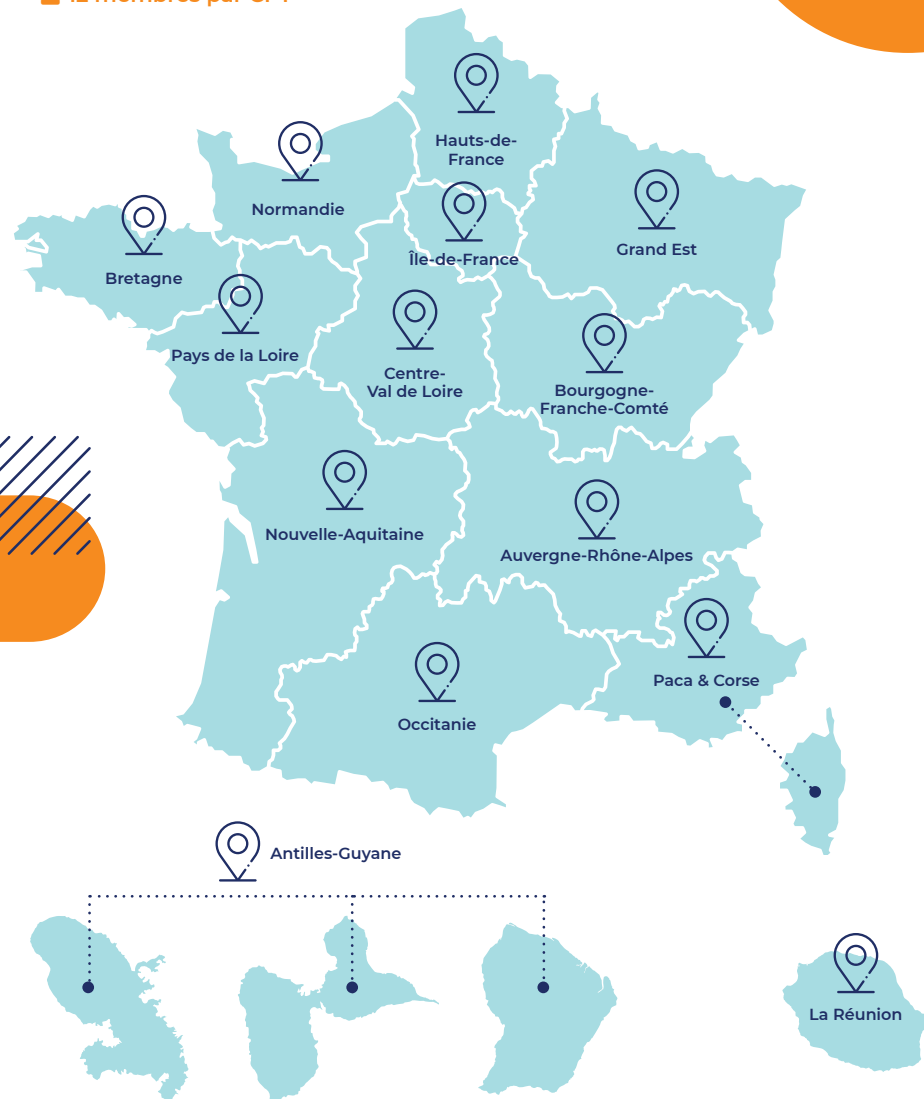 Hauts-de-
France
Normandie
Île-de-France
Grand Est
Bretagne
Pays de la Loire
Centre-
Val de Loire
Bourgogne-
Franche-Comté
Nouvelle-Aquitaine
Auvergne-Rhône-Alpes
Paca & Corse
Occitanie
Antilles-Guyane
La Réunion